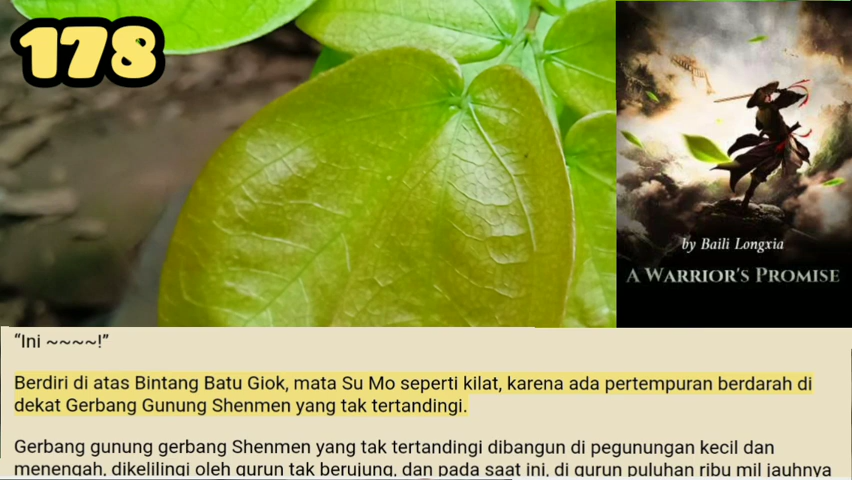 178
by Baili Longxia
A WARRIOR'S PROMISE
“Ini ~~~~!”
Berdiri di atas Bintang Batu Giok, mata Su Mo seperti kilat, karena ada pertempuran berdarah di
dekat Gerbang Gunung Shenmen yang tak tertandingi.
Gerbang gunung gerbang Shenmen yang tak tertandingi dibangun di pegunungan kecil dan
menengah, dikelilingi oleh gurun tak berujung, dan pada saat ini, di gurun puluhan ribu mil jauhnya